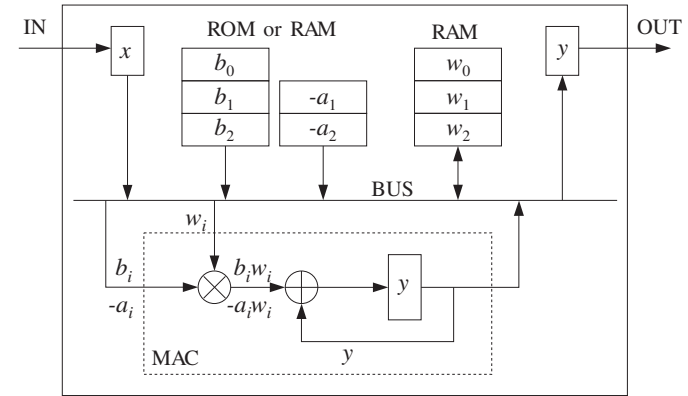 IN
ROM or RAM
RAM
OUT
x
b₀
b₁
b₂
-a₁
-a₂
w₀
w₁
w₂
y
BUS
wᵢ
bᵢ
-aᵢ
bᵢwᵢ
-aᵢwᵢ
y
y
MAC